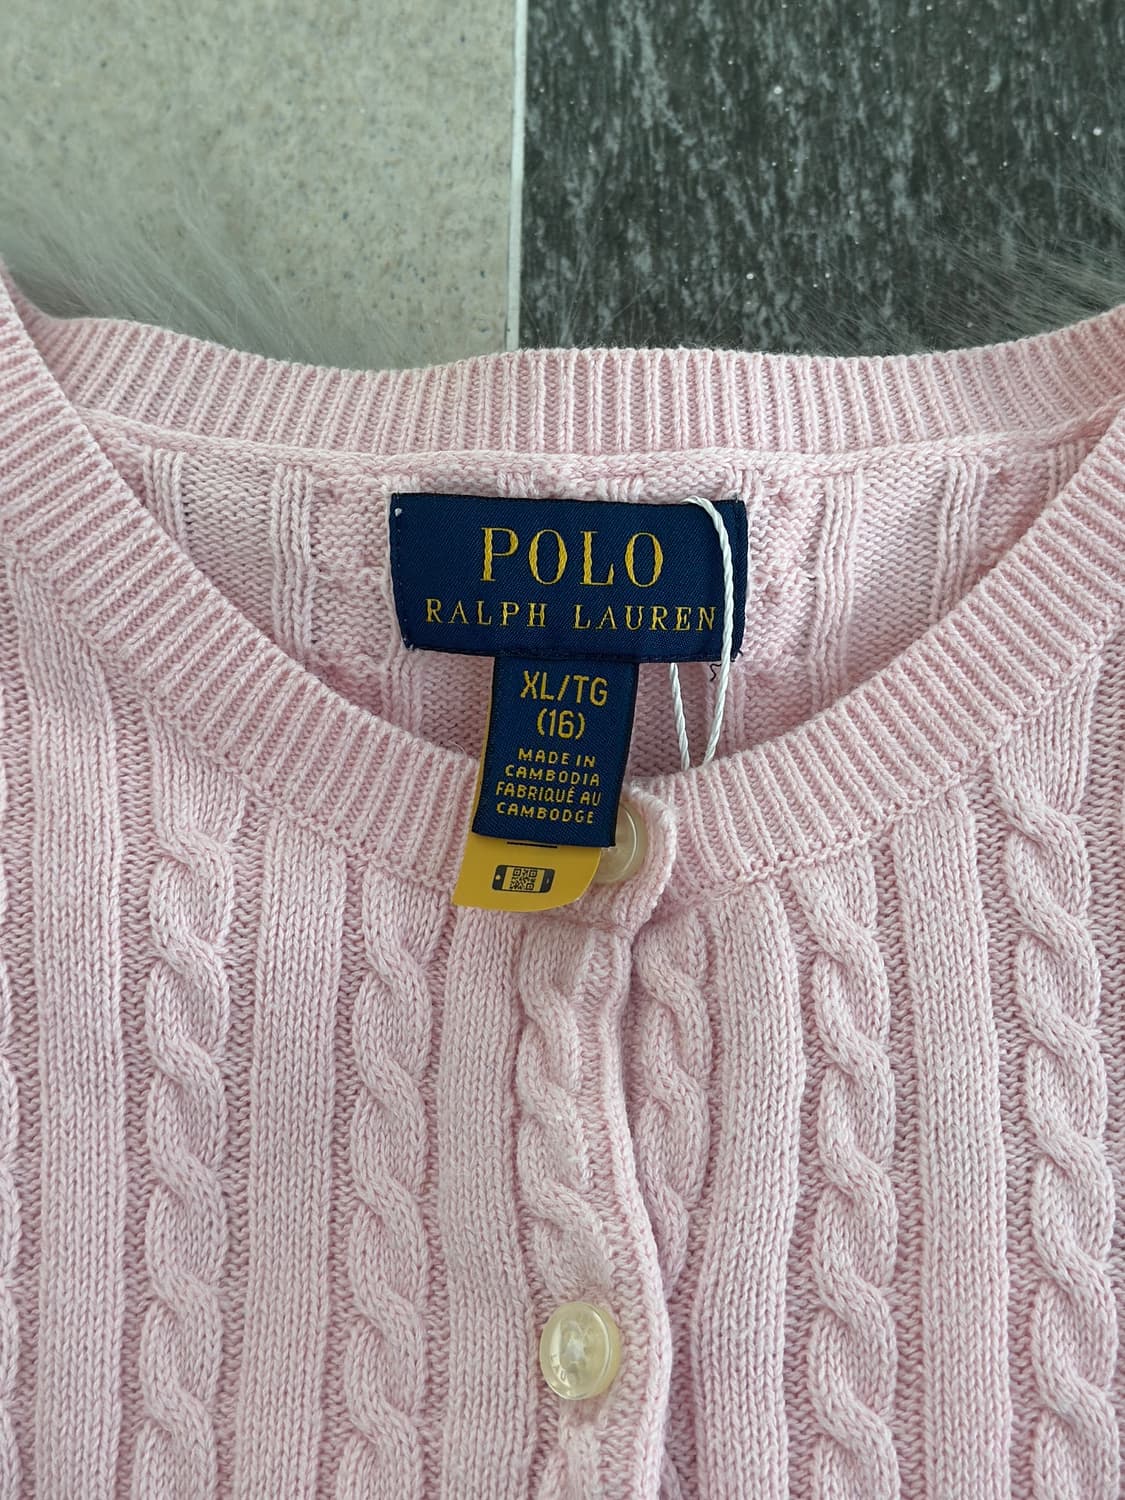 POLO
RALPH LAUREN
XL/TG
(16)
MADE IN
CAMBODIA
FABRIQUÉ AU
CAMBODGE